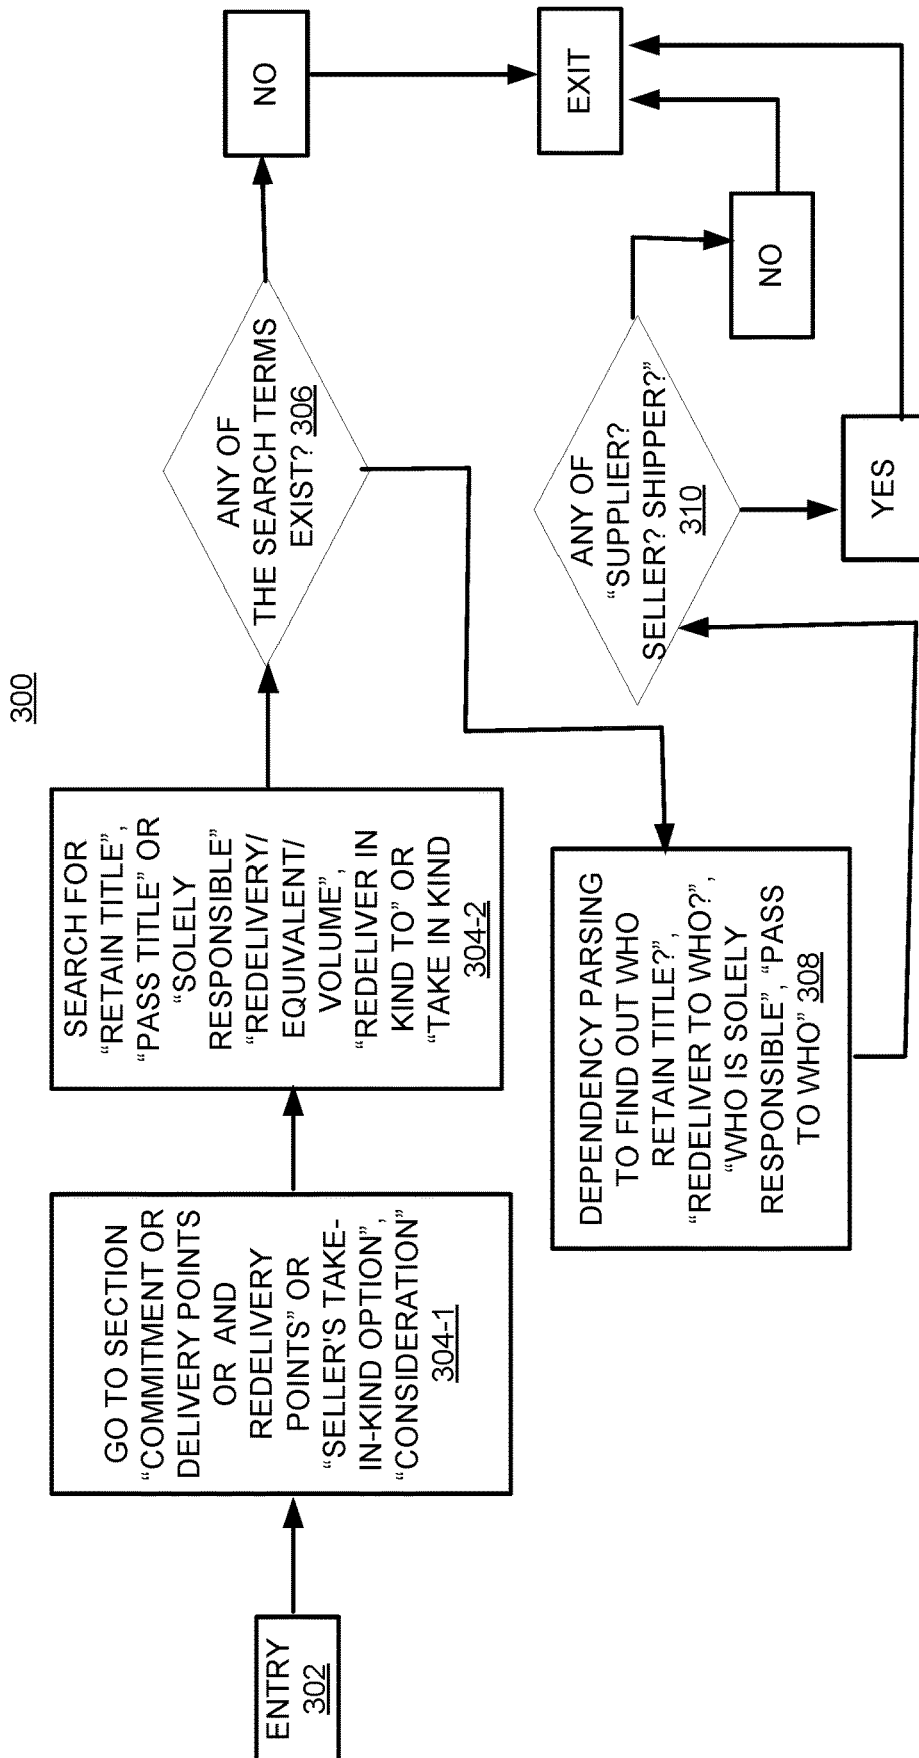 300
ENTRY
302
GO TO SECTION
“COMMITMENT OR
DELIVERY POINTS
OR AND
REDELIVERY
POINTS” OR
“SELLER'S TAKE-
IN-KIND OPTION”,
“CONSIDERATION”
304-1
SEARCH FOR
“RETAIN TITLE”,
“PASS TITLE” OR
“SOLELY
RESPONSIBLE”
“REDELIVERY/
EQUIVALENT/
VOLUME”,
“REDELIVER IN
KIND TO” OR
“TAKE IN KIND
304-2
ANY OF
THE SEARCH TERMS
EXIST? 306
NO
EXIT
DEPENDENCY PARSING
TO FIND OUT WHO
RETAIN TITLE?”,
“REDELIVER TO WHO?”,
“WHO IS SOLELY
RESPONSIBLE”, “PASS
TO WHO” 308
ANY OF
“SUPPLIER?
SELLER? SHIPPER?”
310
NO
YES